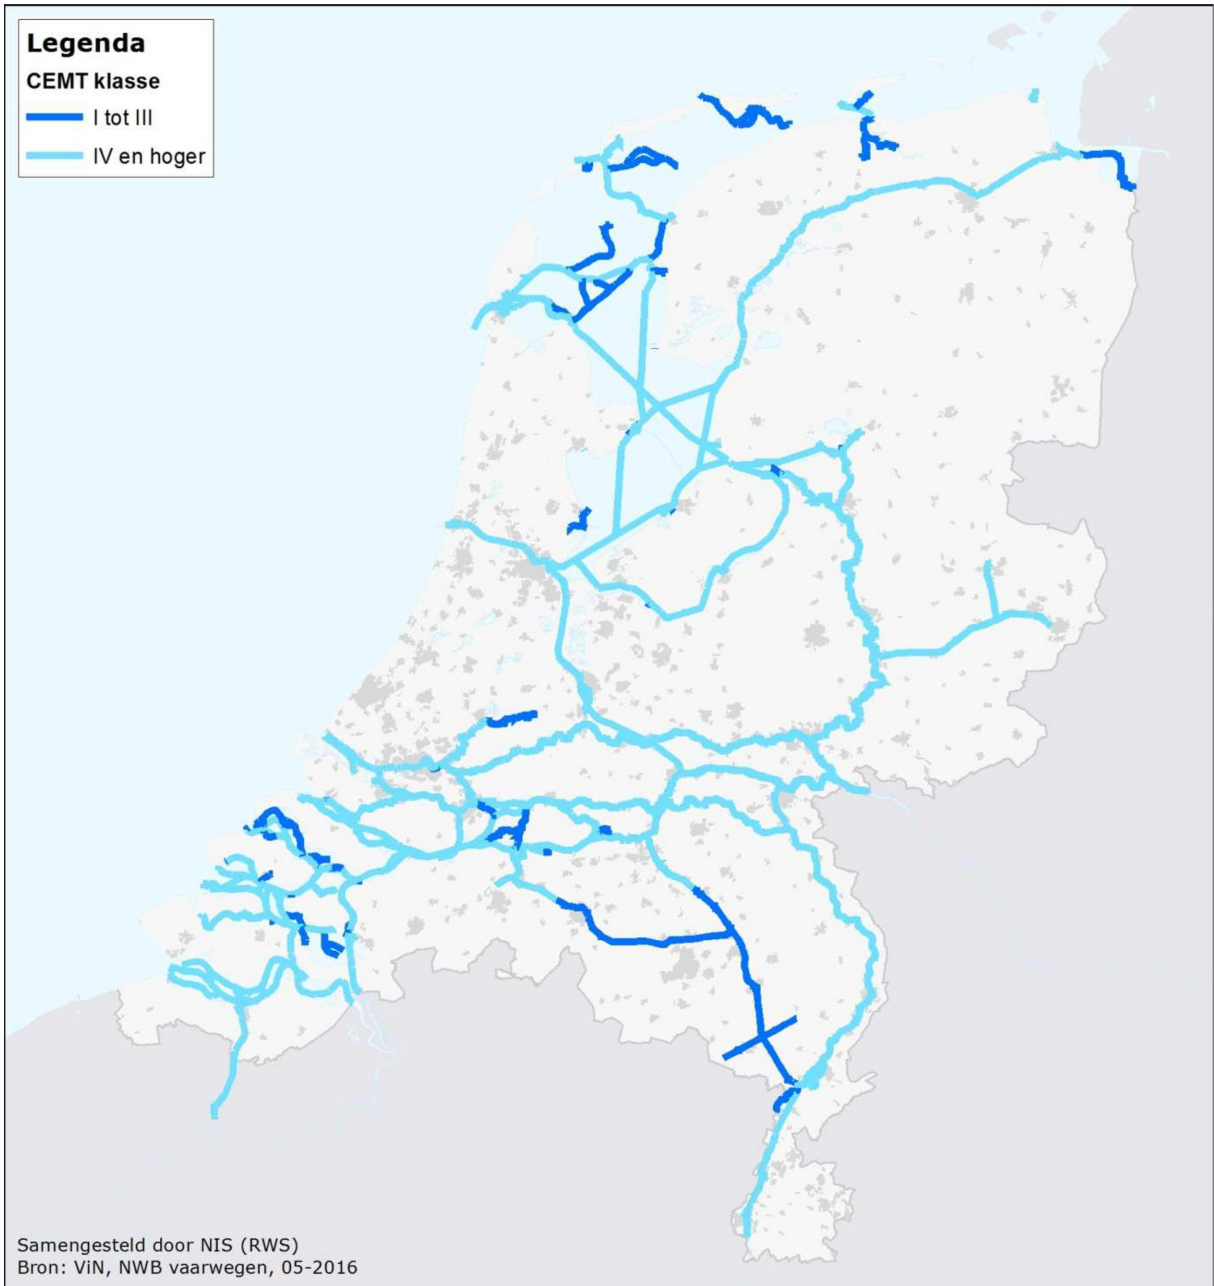 Legenda
CEMT klasse
I tot III
IV en hoger
Samengesteld door NIS (RWS)
Bron: ViN, NWB vaarwegen, 05-2016